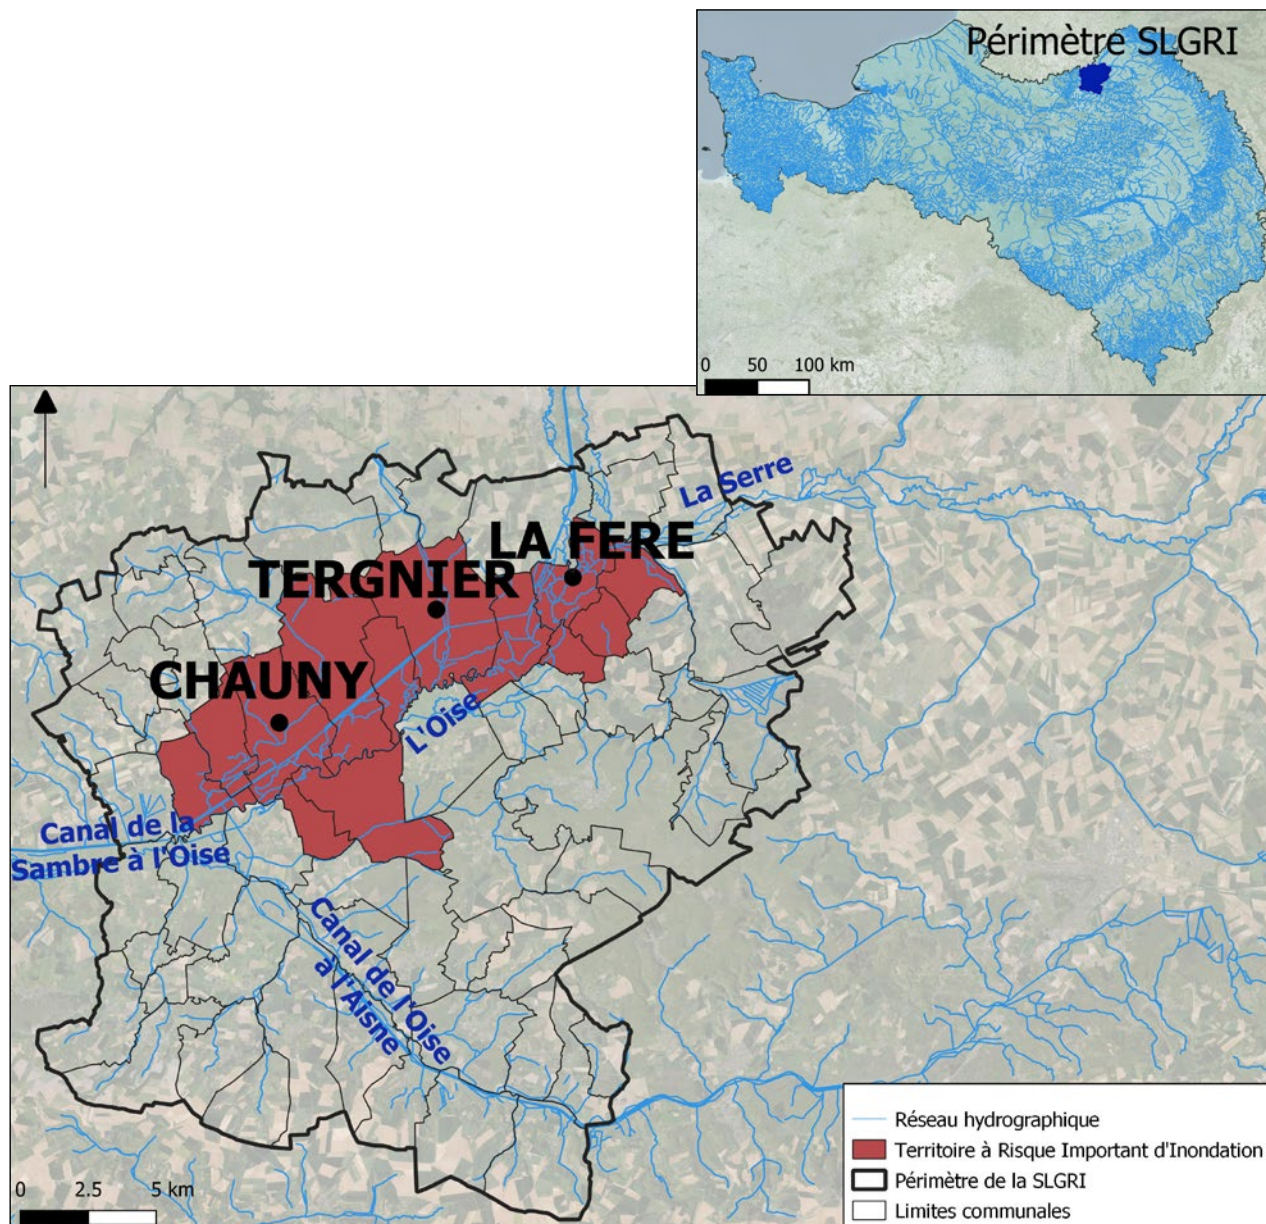 Périmètre SLGRI
0 50 100 km
La Serre
LA FERE
TERGNIER
CHAUNY
L'Oise
Canal de la
Sambre à l'Oise
Canal de l'Oise
à l'Aisne
0 2.5 5 km
Réseau hydrographique
Territoire à Risque Important d'Inondation
Périmètre de la SLGRI
Limites communales